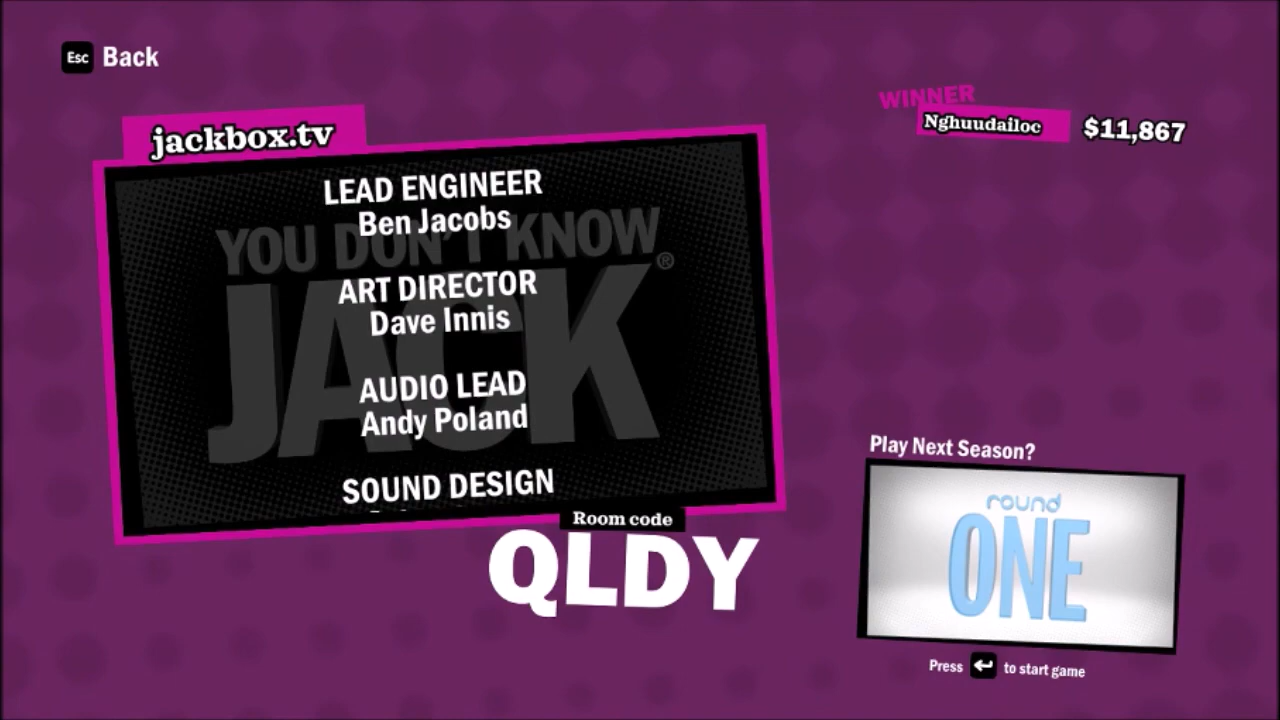 Esc Back
WINNER
Nghuudailoc $11,867
jackbox.tv
LEAD ENGINEER
Ben Jacobs
YOU DON'T KNOW
JACK®
ART DIRECTOR
Dave Innis
AUDIO LEAD
Andy Poland
SOUND DESIGN
Room code
QLDY
Play Next Season?
round
ONE
Press to start game